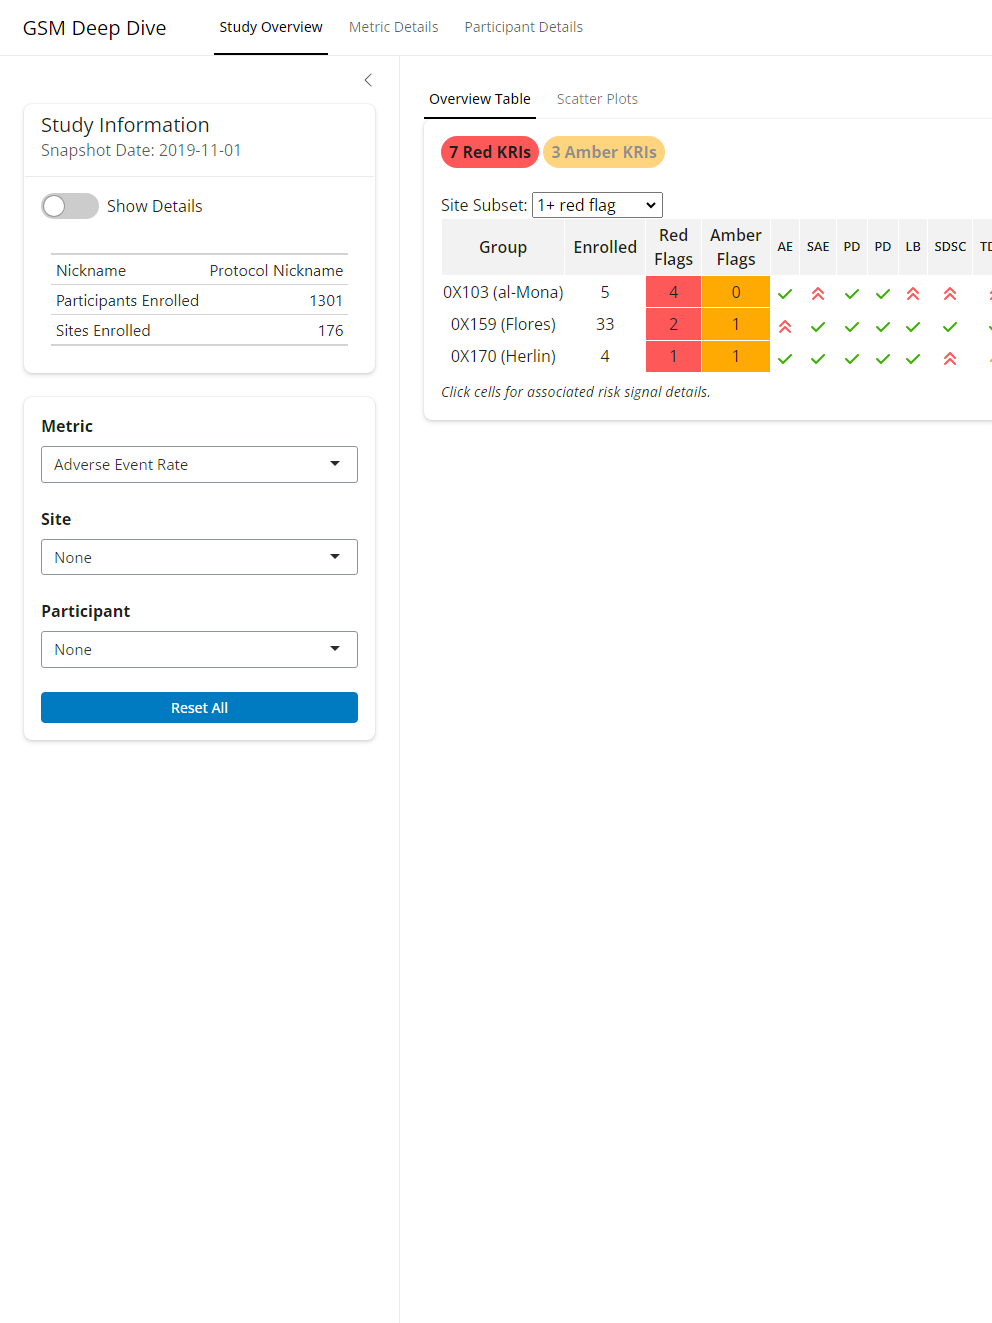 GSM Deep Dive
Study Overview
Metric Details
Participant Details
Study Information
Snapshot Date: 2019-11-01
Show Details
Nickname Protocol Nickname
Participants Enrolled 1301
Sites Enrolled 176
Metric
Adverse Event Rate
Site
None
Participant
None
Reset All
Overview Table
Scatter Plots
7 Red KRIs
3 Amber KRIs
Site Subset: 1+ red flag
Group Enrolled Red Flags Amber Flags AE SAE PD PD LB SDSC
0X103 (al-Mona) 5 4 0
0X159 (Flores) 33 2 1
0X170 (Herlin) 4 1 1
Click cells for associated risk signal details.